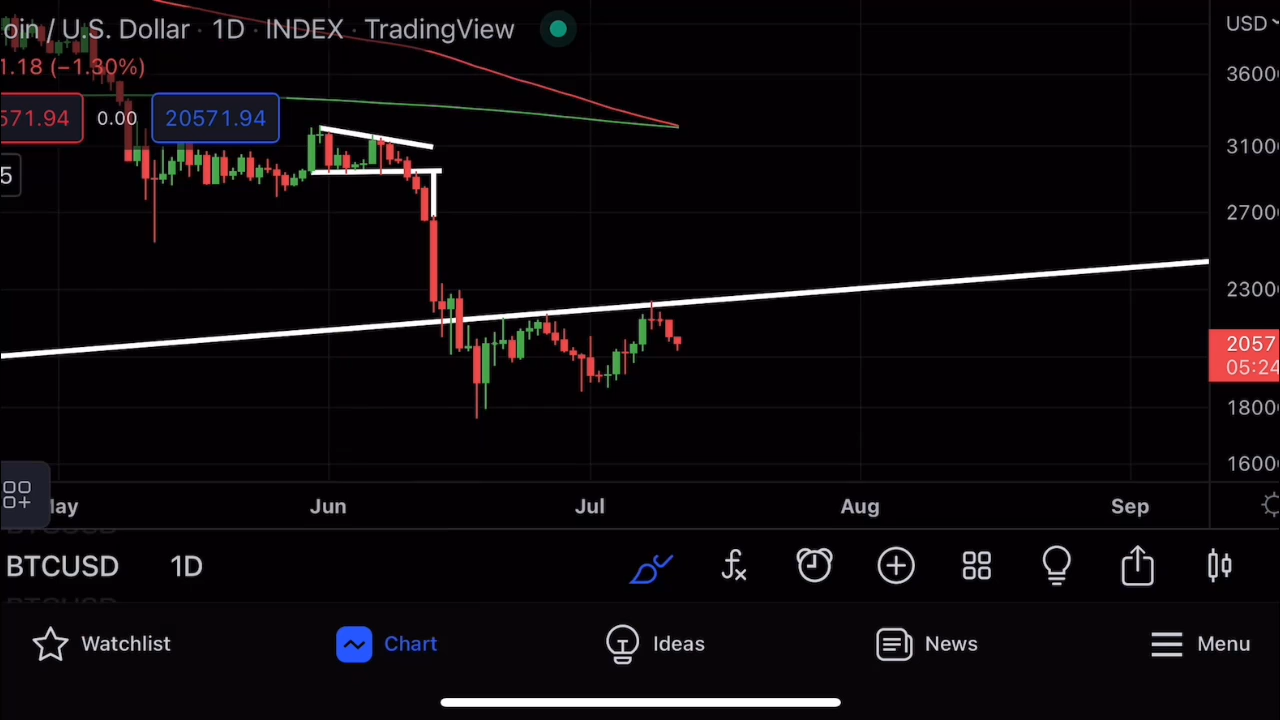 oin / U.S. Dollar · 1D · INDEX · TradingView
USD
1.18 (−1.30%)
3600
571.94
0.00
20571.94
3100
5
2700
2300
2057
05:24
1800
1600
ay
Jun
Jul
Aug
Sep
BTCUSD
1D
Watchlist
Chart
Ideas
News
Menu